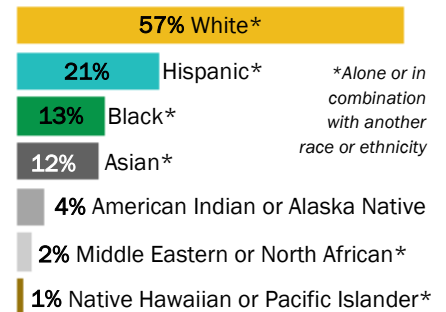 57% White*
21% Hispanic*
13% Black*
12% Asian*
4% American Indian or Alaska Native
2% Middle Eastern or North African*
1% Native Hawaiian or Pacific Islander*
*Alone or in
combination
with another
race or ethnicity